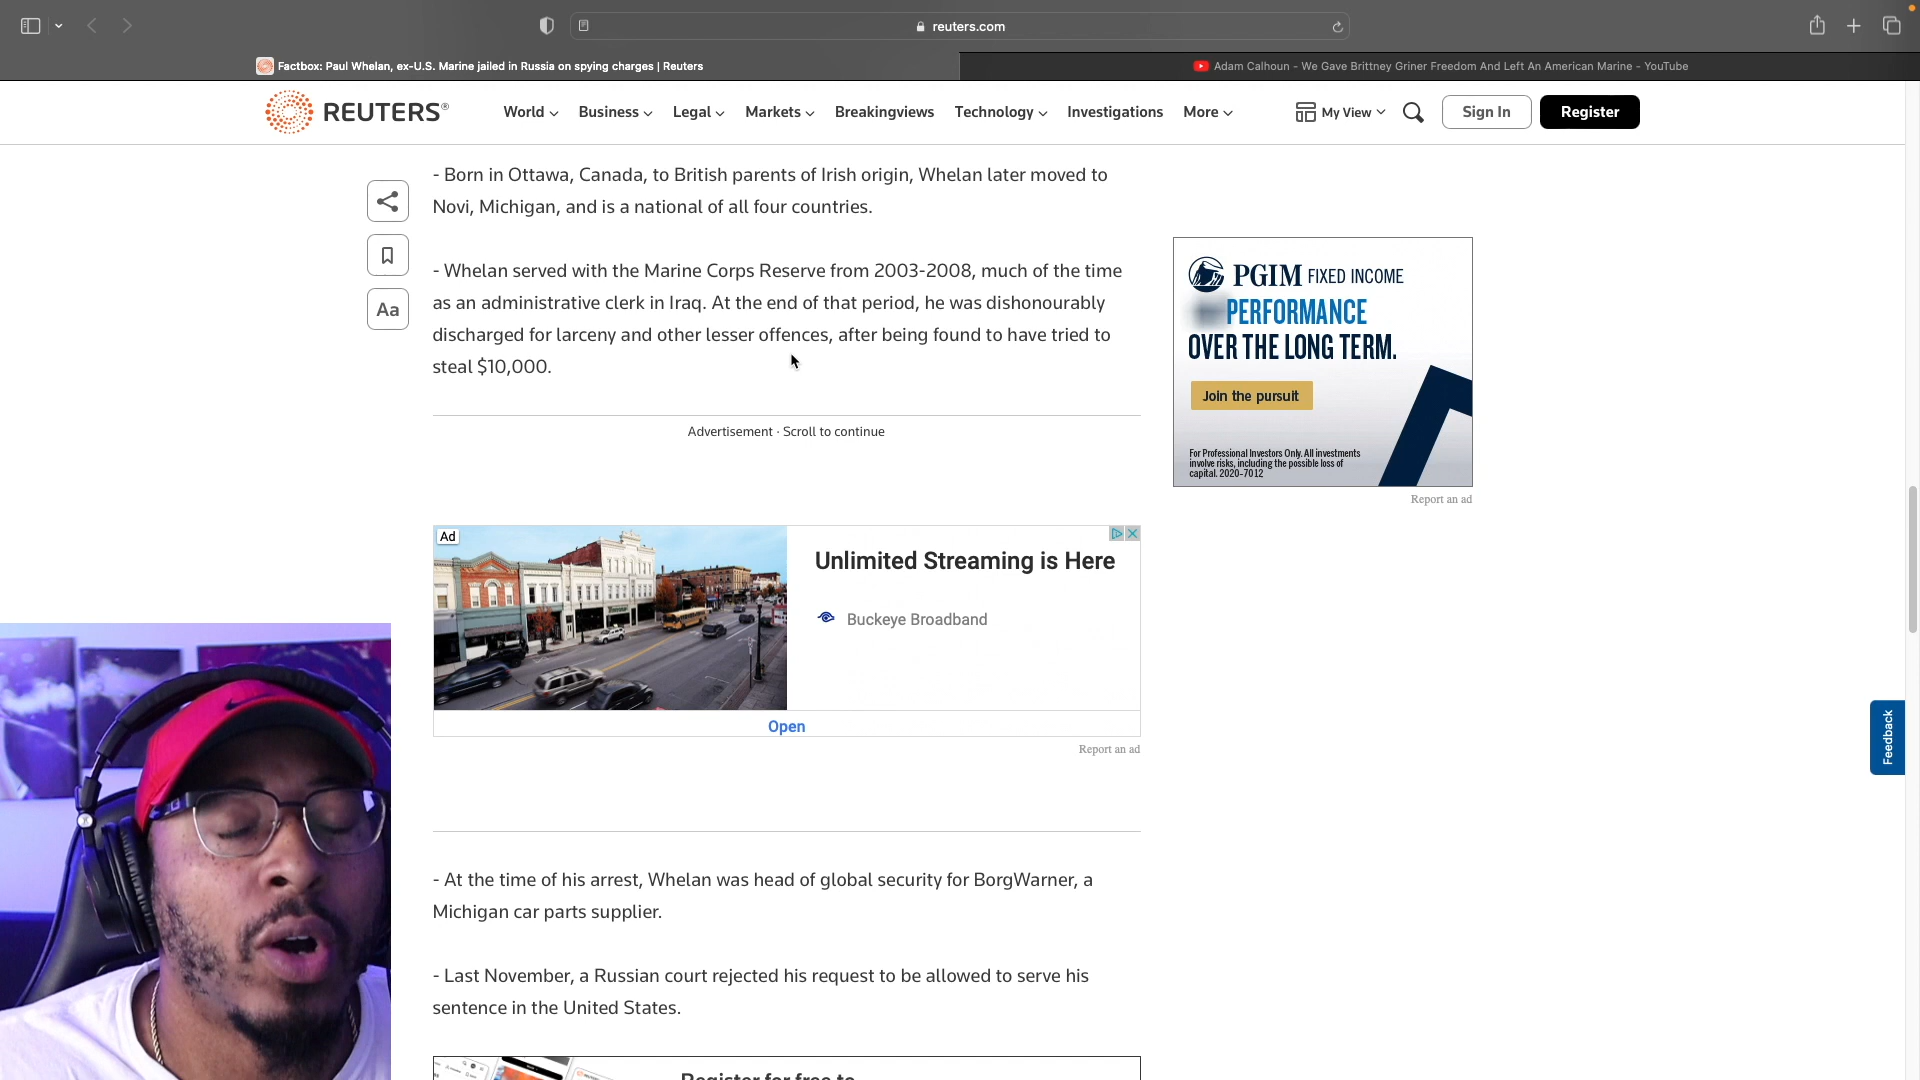 reuters.com
Factbox: Paul Whelan, ex-U.S. Marine jailed in Russia on spying charges | Reuters
Adam Calhoun - We Gave Brittney Griner Freedom And Left An American Marine - YouTube
REUTERS®
World Business Legal Markets Breakingviews Technology Investigations More My View Sign In Register
- Born in Ottawa, Canada, to British parents of Irish origin, Whelan later moved to
Novi, Michigan, and is a national of all four countries.
Aa
- Whelan served with the Marine Corps Reserve from 2003-2008, much of the time
as an administrative clerk in Iraq. At the end of that period, he was dishonourably
discharged for larceny and other lesser offences, after being found to have tried to
steal $10,000.
PGIM FIXED INCOME
PERFORMANCE
OVER THE LONG TERM.
Join the pursuit
For Professional Investors Only. All investments
involve risks, including the possible loss of
capital. 2020-7012
Report an ad
Advertisement · Scroll to continue
Ad
Unlimited Streaming is Here
Buckeye Broadband
Open
Report an ad
Feedback
- At the time of his arrest, Whelan was head of global security for BorgWarner, a
Michigan car parts supplier.
- Last November, a Russian court rejected his request to be allowed to serve his
sentence in the United States.
Register for free to